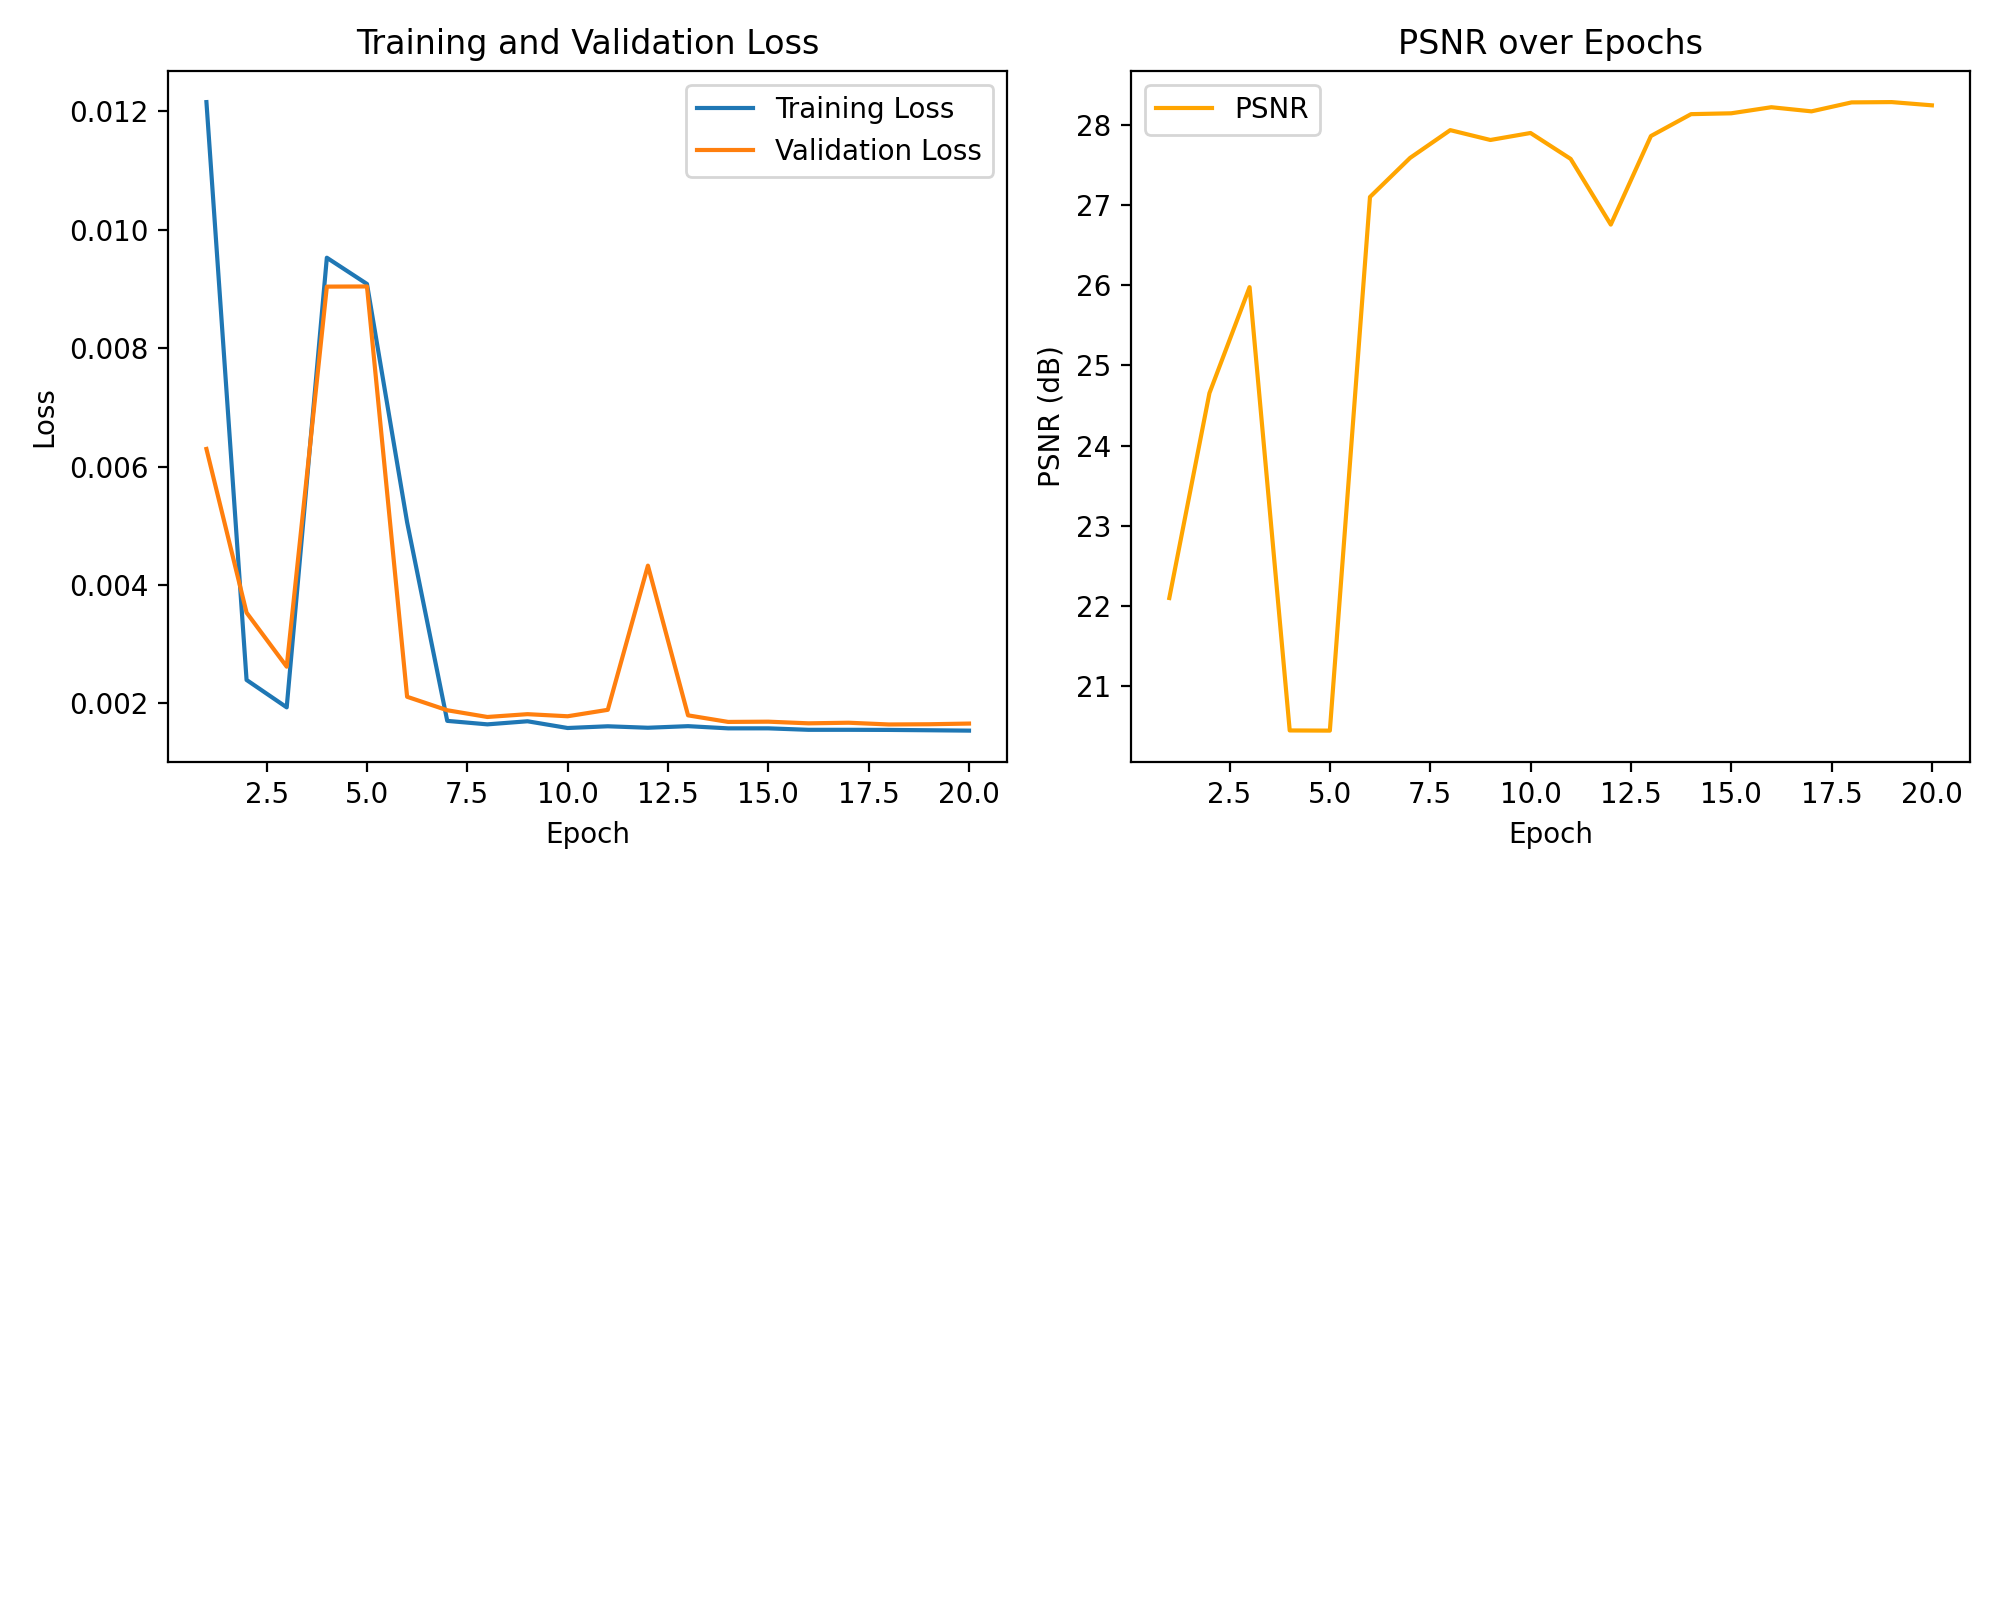 Training and Validation Loss
Training Loss
Validation Loss
0.012
0.010
0.008
0.006
0.004
0.002
Loss
2.5 5.0 7.5 10.0 12.5 15.0 17.5 20.0
Epoch
PSNR over Epochs
PSNR
28
27
26
25
24
23
22
21
PSNR (dB)
2.5 5.0 7.5 10.0 12.5 15.0 17.5 20.0
Epoch